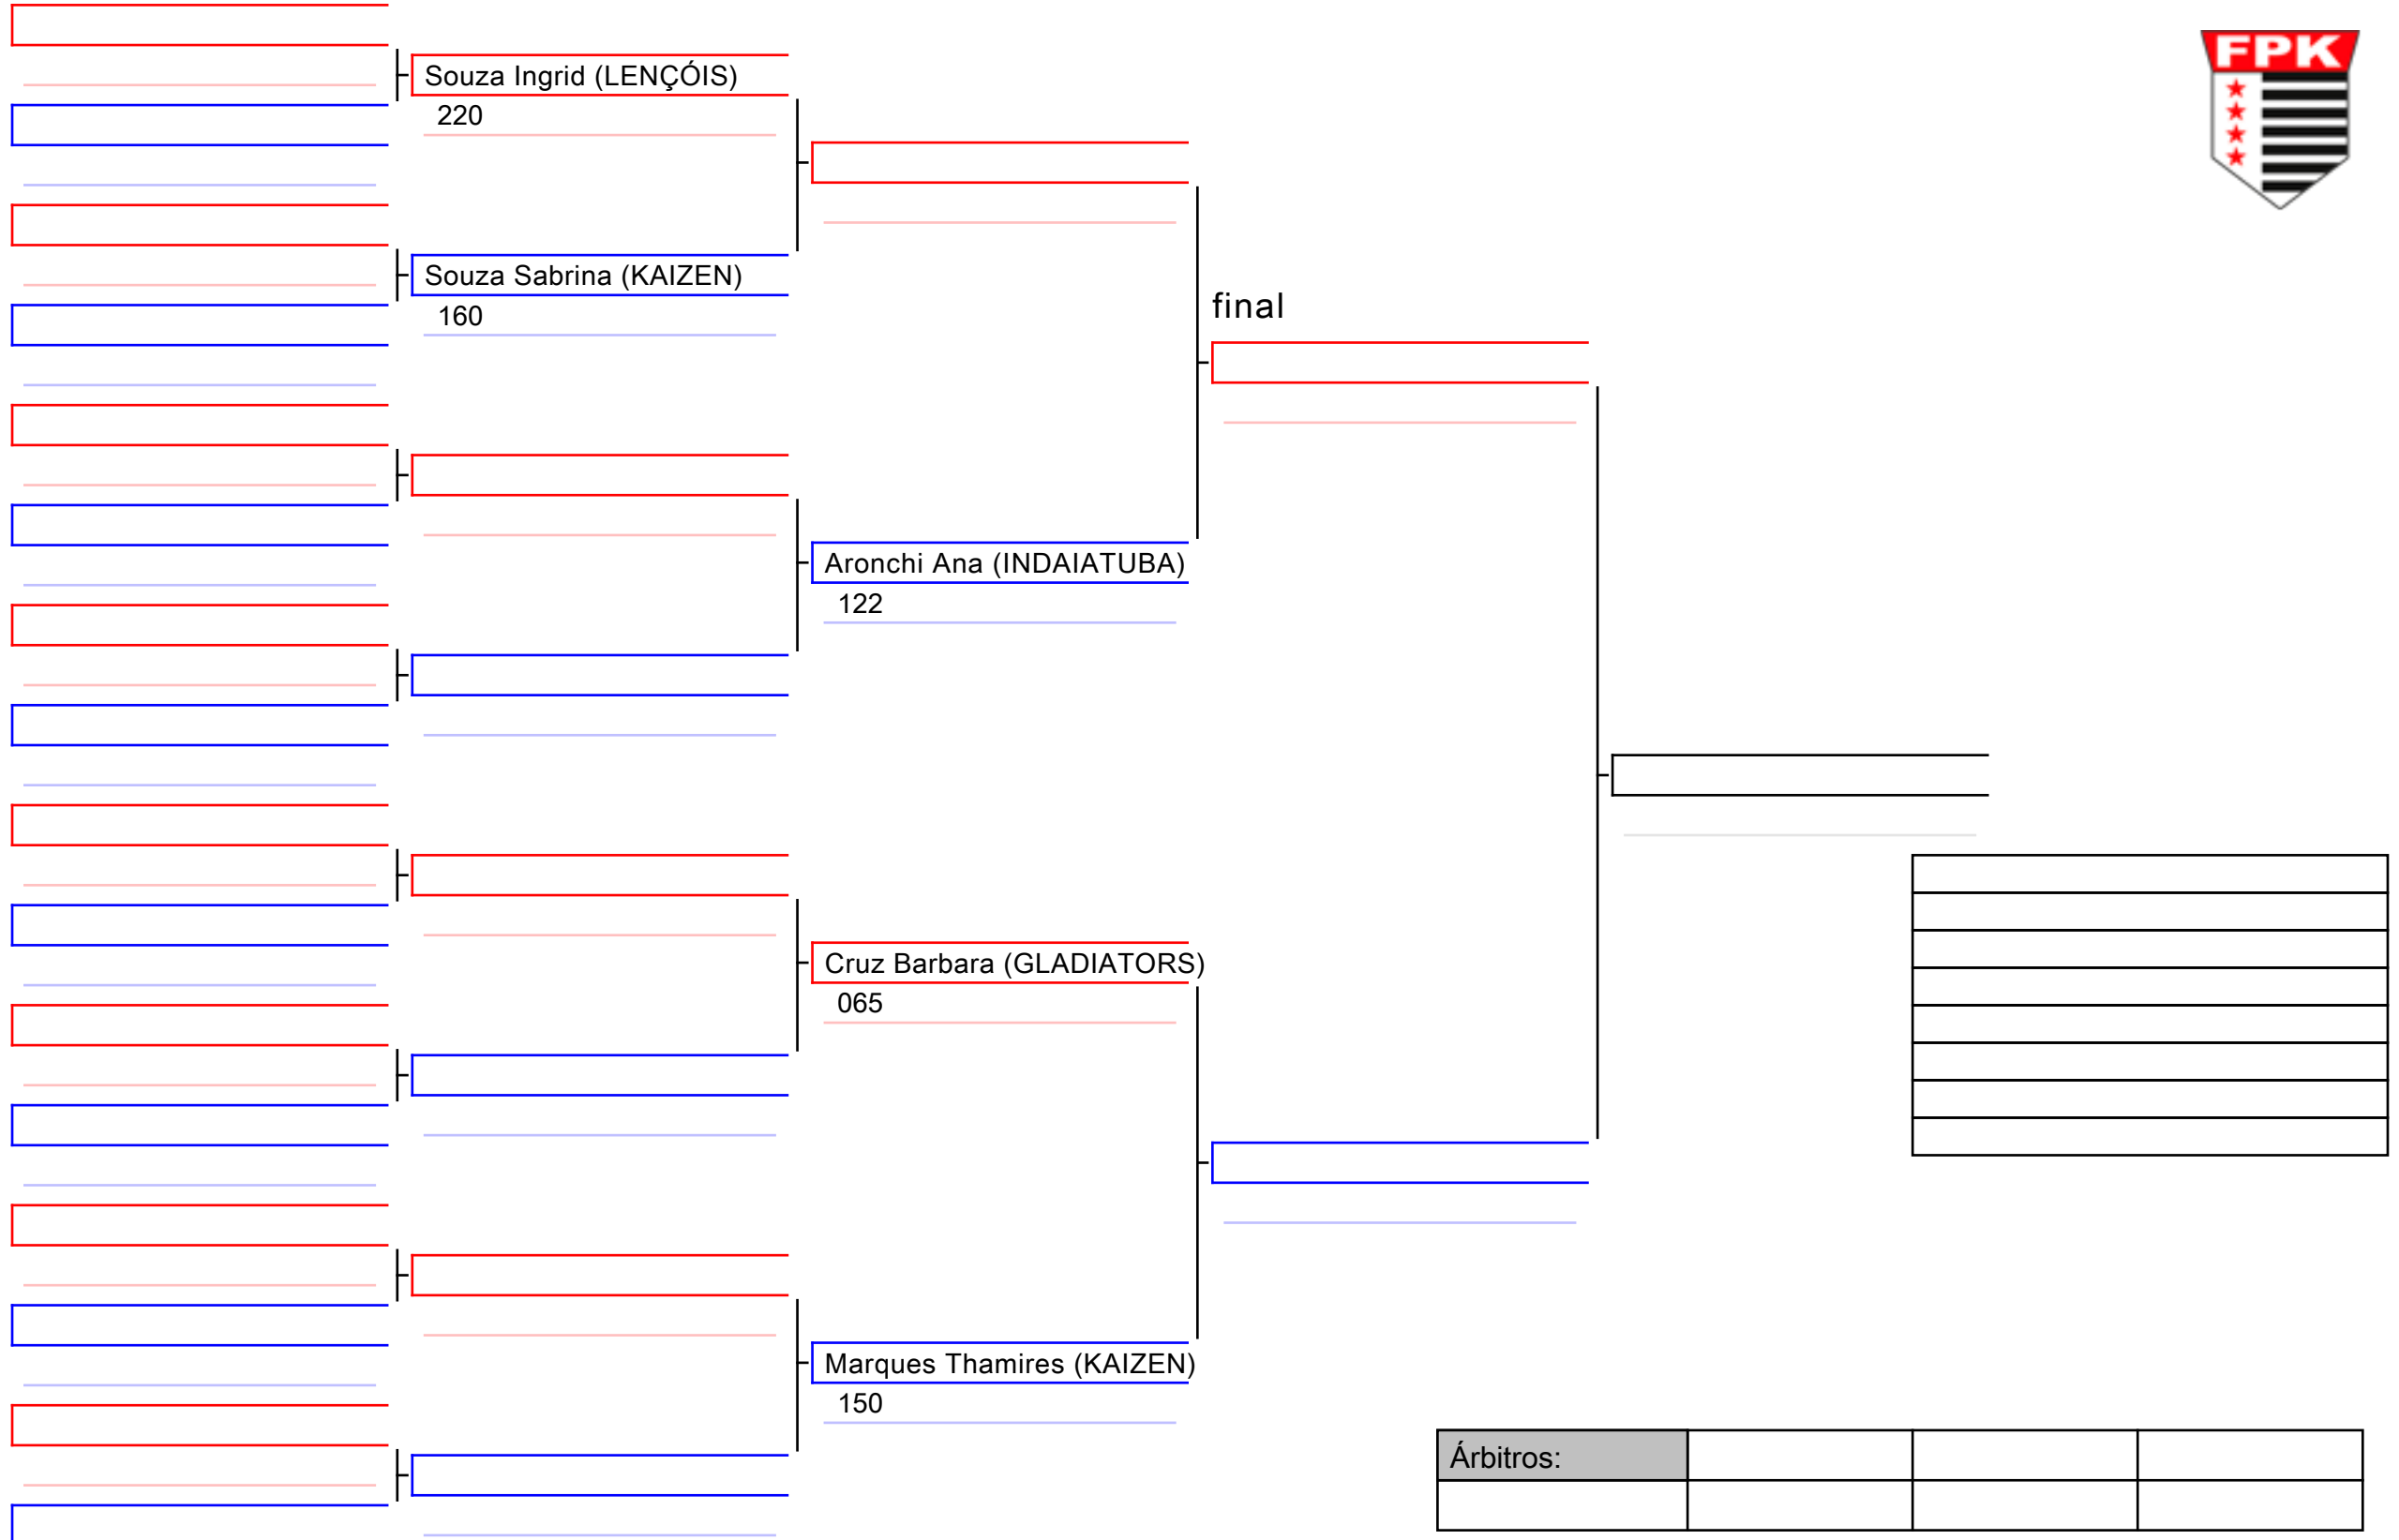 FPK
Souza Ingrid (LENÇÓIS)
220
Souza Sabrina (KAIZEN)
160
final
Aronchi Ana (INDAIATUBA)
122
Cruz Barbara (GLADIATORS)
065
Marques Thamires (KAIZEN)
150
Árbitros: